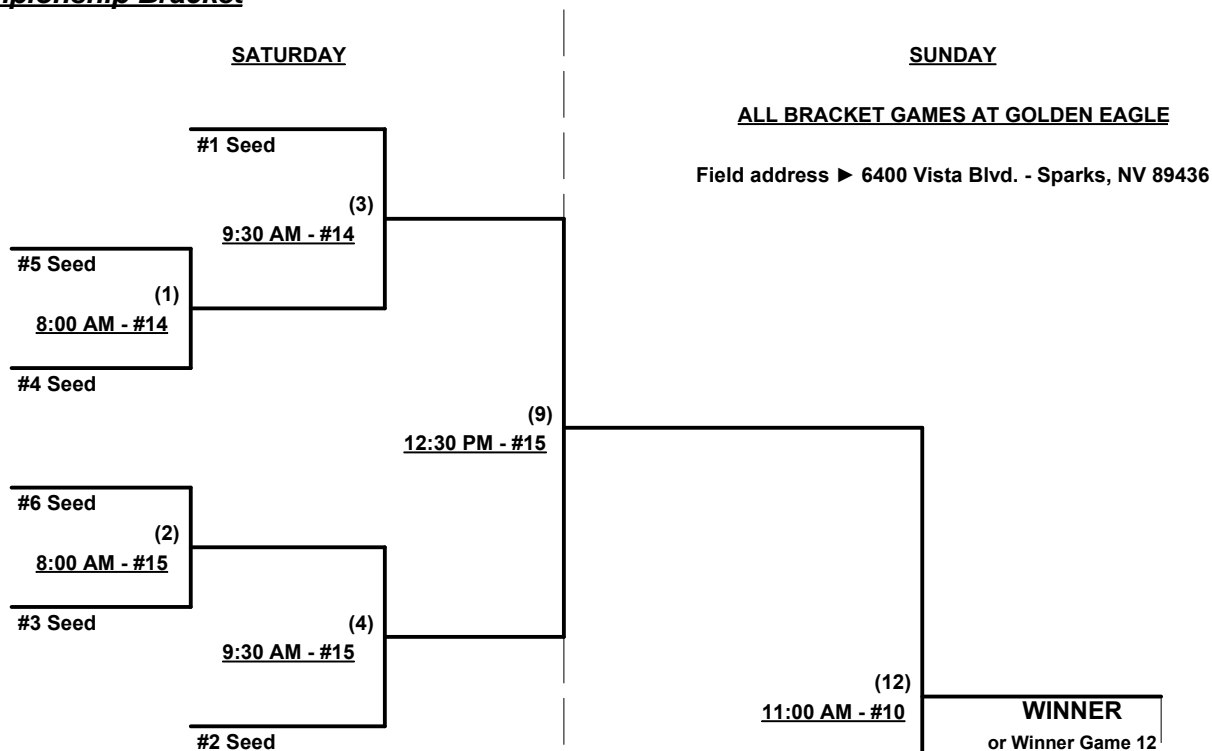 Bracket
SATURDAY
SUNDAY
ALL BRACKET GAMES AT GOLDEN EAGLE
#1 Seed
Field address ► 6400 Vista Blvd. - Sparks, NV 89436
(3)
9:30 AM - #14
#5 Seed
(1)
8:00 AM - #14
#4 Seed
(9)
12:30 PM - #15
#6 Seed
(2)
8:00 AM - #15
#3 Seed
(4)
9:30 AM - #15
(12)
11:00 AM - #10
WINNER
#2 Seed
or Winner Game 12